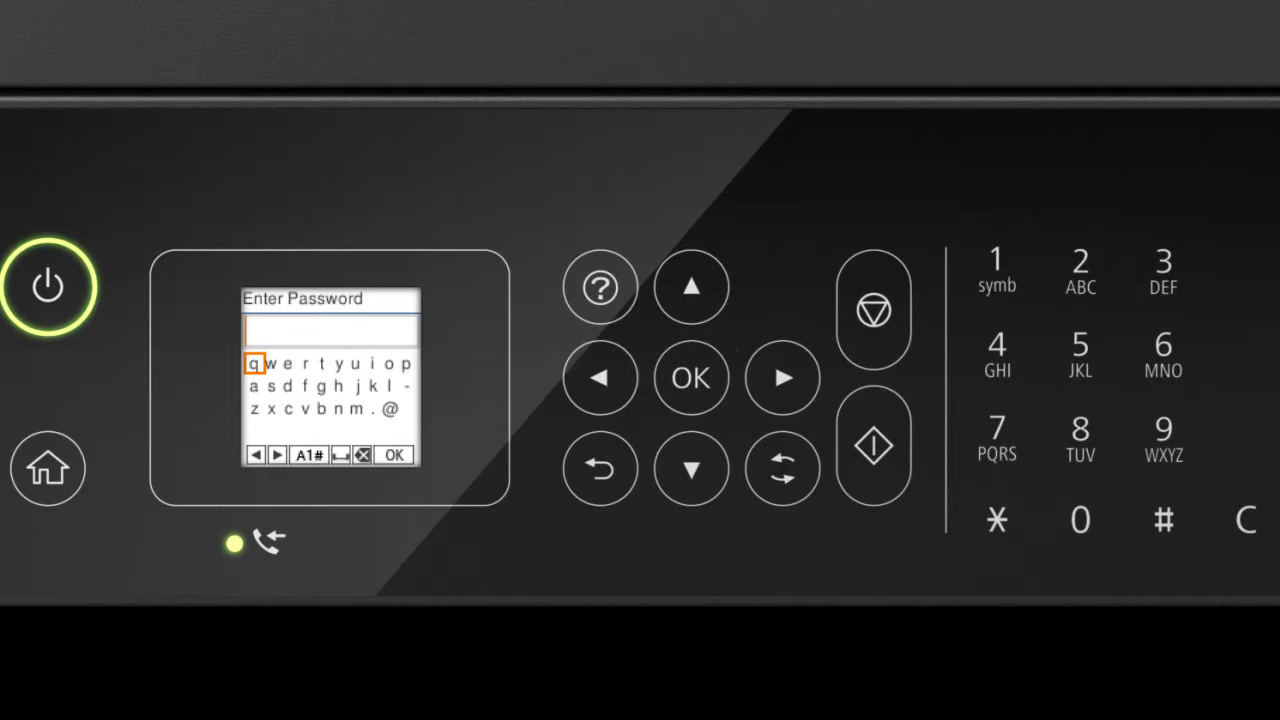 Enter Password
q w e r t y u i o p
a s d f g h j k l -
z x c v b n m . @
A1# OK
OK
1 2 3
symb ABC DEF
4 5 6
GHI JKL MNO
7 8 9
PQRS TUV WXYZ
* 0 # C